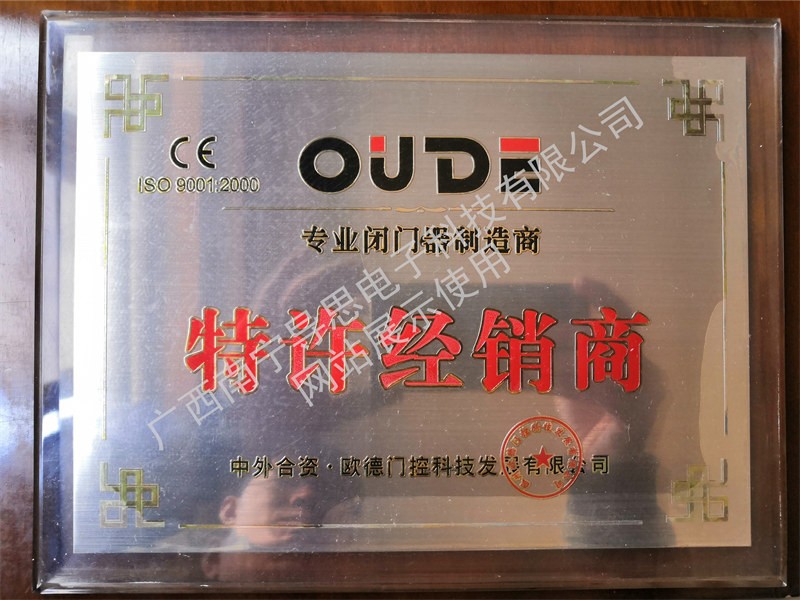 CE
ISO 9001:2000
OUDE
专业闭门器制造商
特许经销商
中外合资·欧德门控科技发展有限公司
广西南宁昌思电子科技有限公司
网站展示使用